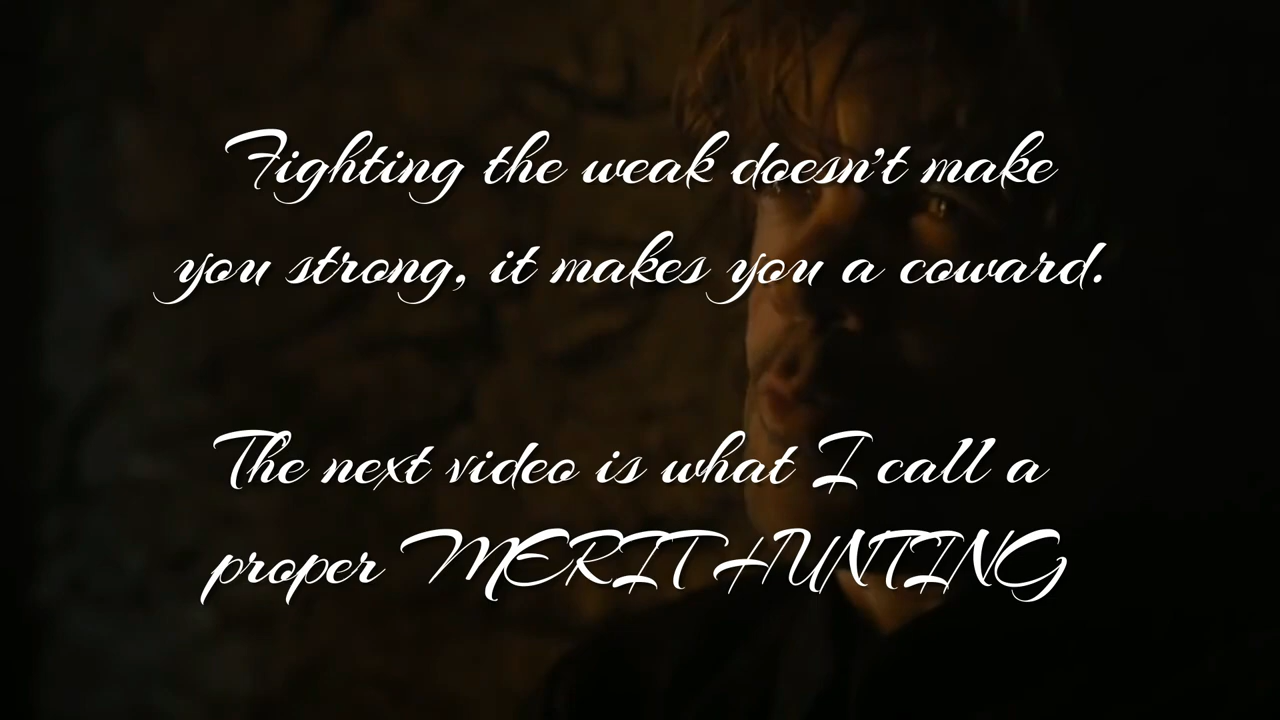 Fighting the weak doesn't make
you strong, it makes you a coward.
The next video is what I call a
proper MERIT HUNTING